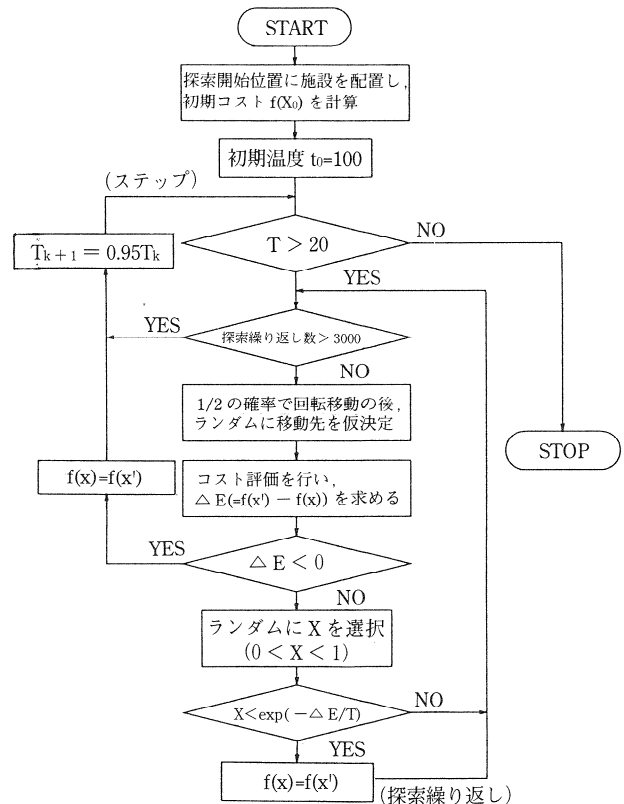 START
探索開始位置に施設を配置し,
初期コスト f(X₀) を計算
初期温度 t₀=100
(ステップ)
Tk + 1 = 0.95Tk
T > 20
NO
YES
YES
探索繰り返し数> 3000
NO
1/2 の確率で回転移動の後,
ランダムに移動先を仮決定
STOP
f(x)=f(x')
コスト評価を行い,
△ E(=f(x') − f(x)) を求める
YES
△ E < 0
NO
ランダムに X を選択
(0 < X < 1)
X<exp( − △ E/T)
NO
YES
f(x)=f(x')
(探索繰り返し)